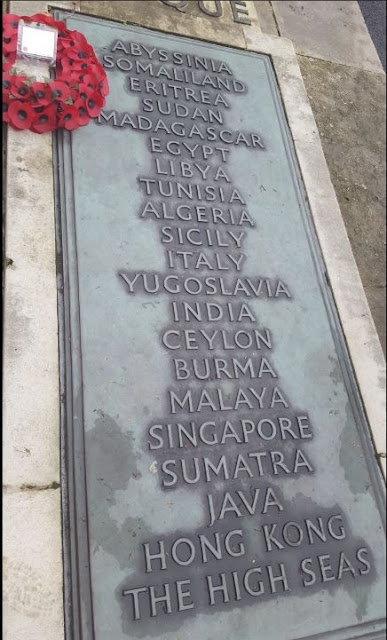 QUE
ABYSSINIA
SOMALILAND
ERITREA
SUDAN
MADAGASCAR
EGYPT
LIBYA
TUNISIA
ALGERIA
SICILY
ITALY
YUGOSLAVIA
INDIA
CEYLON
BURMA
MALAYA
SINGAPORE
SUMATRA
JAVA
HONG KONG
THE HIGH SEAS